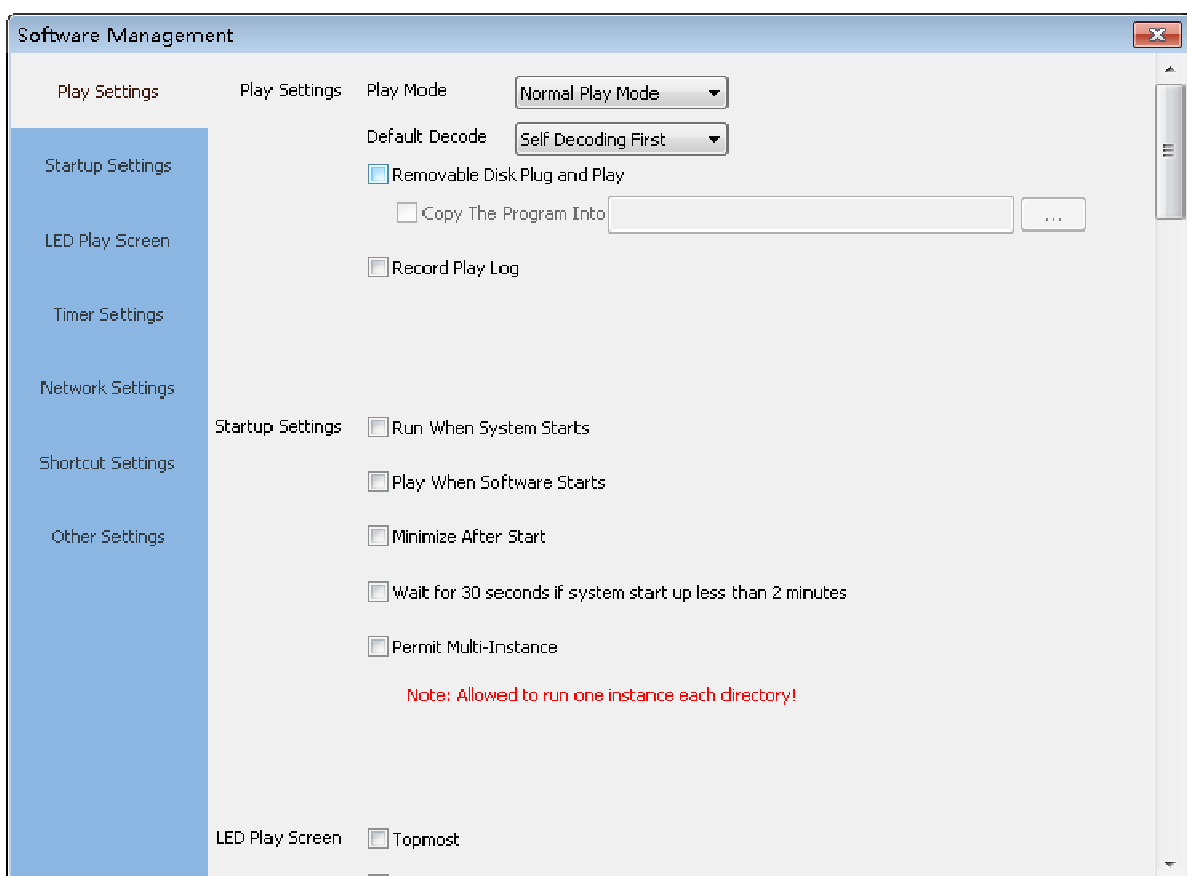 Software Management
Play Settings
Startup Settings
LED Play Screen
Timer Settings
Network Settings
Shortcut Settings
Other Settings
Play Settings Play Mode Normal Play Mode
Default Decode Self Decoding First
Removable Disk Plug and Play
Copy The Program Into ...
Record Play Log
Startup Settings Run When System Starts
Play When Software Starts
Minimize After Start
Wait for 30 seconds if system start up less than 2 minutes
Permit Multi-Instance
Note: Allowed to run one instance each directory!
LED Play Screen Topmost